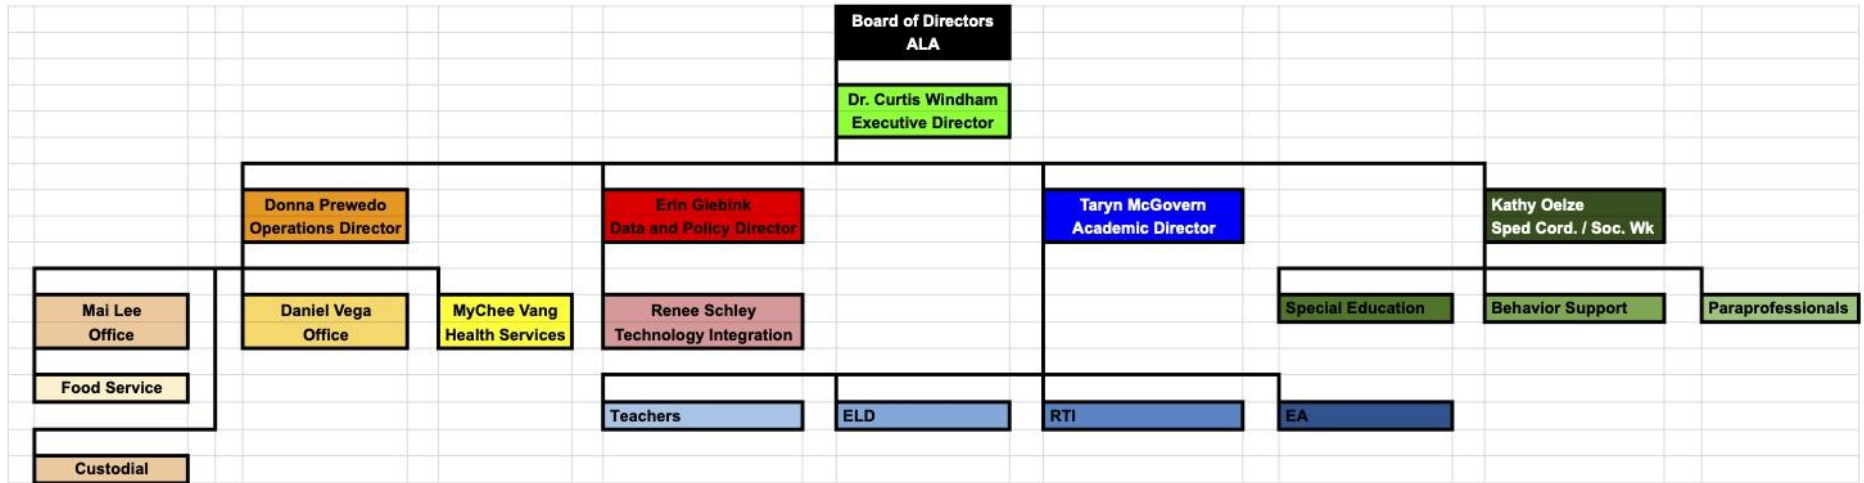 Board of Directors
ALA
Dr. Curtis Windham
Executive Director
Donna Prewedo
Operations Director
Erin Giebink
Data and Policy Director
Taryn McGovern
Academic Director
Kathy Oelze
Sped Cord. / Soc. Wk
Mai Lee
Office
Daniel Vega
Office
MyChee Vang
Health Services
Renee Schley
Technology Integration
Special Education
Behavior Support
Paraprofessionals
Food Service
Teachers
ELD
RTI
EA
Custodial